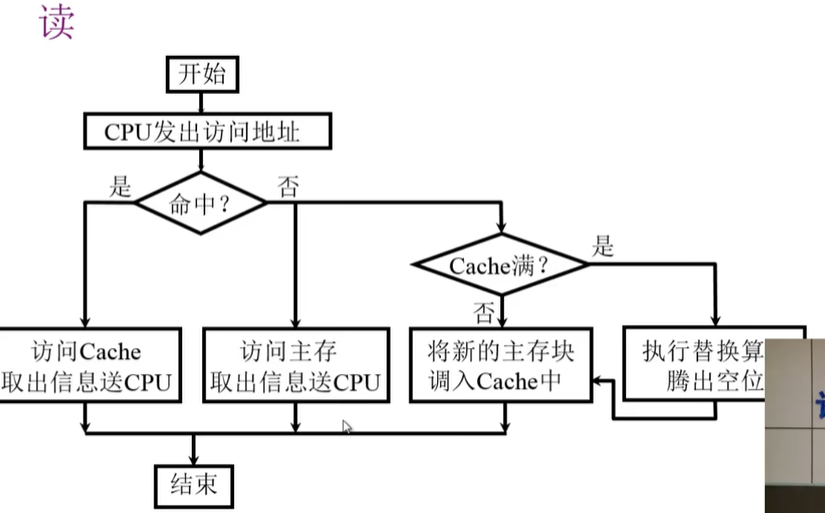 读
开始
CPU发出访问地址
命中？
是
否
Cache满？
是
否
访问Cache
取出信息送CPU
访问主存
取出信息送CPU
将新的主存块
调入Cache中
执行替换算
腾出空位
结束